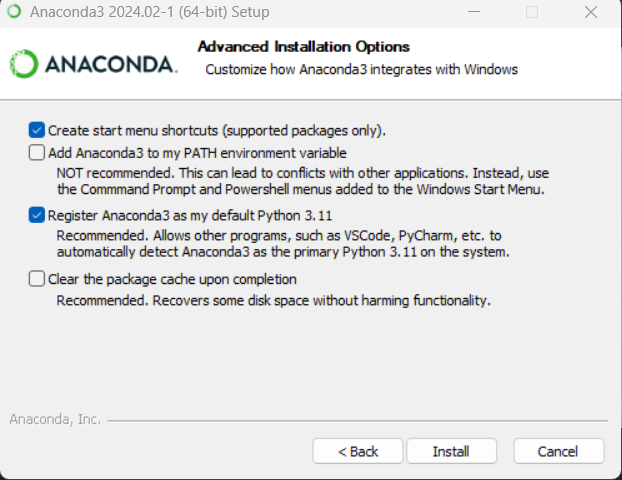 Anaconda3 2024.02-1 (64-bit) Setup
Advanced Installation Options
Customize how Anaconda3 integrates with Windows
ANACONDA.
Create start menu shortcuts (supported packages only).
Add Anaconda3 to my PATH environment variable
NOT recommended. This can lead to conflicts with other applications. Instead, use
the Commmand Prompt and Powershell menus added to the Windows Start Menu.
Register Anaconda3 as my default Python 3.11
Recommended. Allows other programs, such as VSCode, PyCharm, etc. to
automatically detect Anaconda3 as the primary Python 3.11 on the system.
Clear the package cache upon completion
Recommended. Recovers some disk space without harming functionality.
Anaconda, Inc.
< Back
Install
Cancel